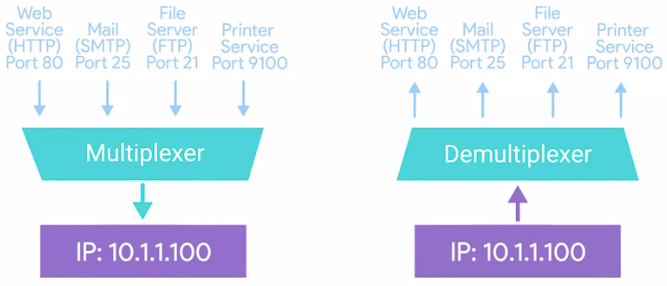 Web
Service
(HTTP)
Port 80
Mail
(SMTP)
Port 25
File
Server
(FTP)
Port 21
Printer
Service
Port 9100
Multiplexer
IP: 10.1.1.100
Web
Service
(HTTP)
Port 80
Mail
(SMTP)
Port 25
File
Server
(FTP)
Port 21
Printer
Service
Port 9100
Demultiplexer
IP: 10.1.1.100